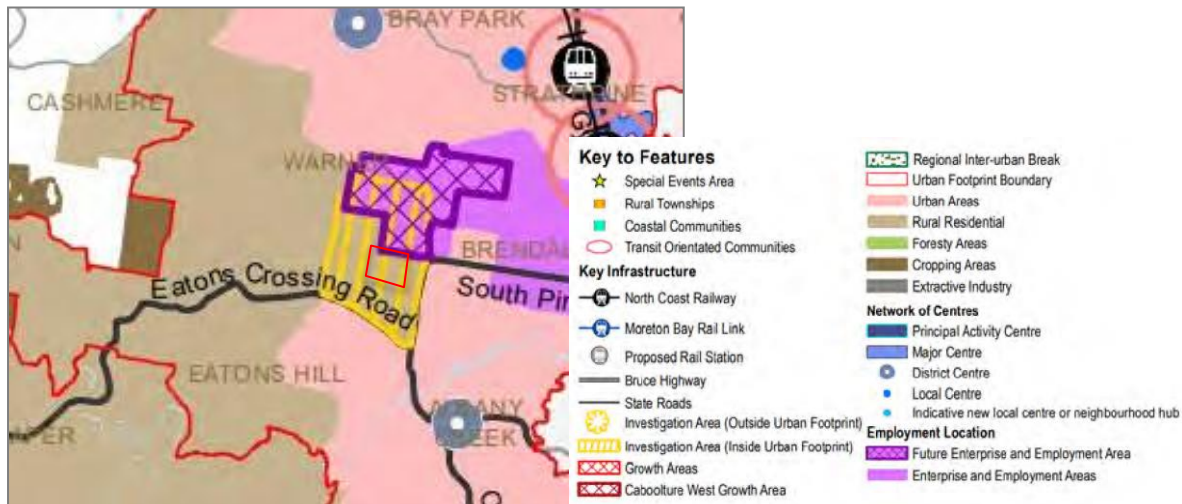 BRAY PARK
STRATHPINE
CASHMERE
WARNER
BRENDAL
Eatons Crossing Road
South Pin
EATONS HILL
ALBANY
CREEK
Key to Features
Special Events Area
Rural Townships
Coastal Communities
Transit Orientated Communities
Key Infrastructure
North Coast Railway
Moreton Bay Rail Link
Proposed Rail Station
Bruce Highway
State Roads
Investigation Area (Outside Urban Footprint)
Investigation Area (Inside Urban Footprint)
Growth Areas
Caboolture West Growth Area
Regional Inter-urban Break
Urban Footprint Boundary
Urban Areas
Rural Residential
Foresty Areas
Cropping Areas
Extractive Industry
Network of Centres
Principal Activity Centre
Major Centre
District Centre
Local Centre
Indicative new local centre or neighbourhood hub
Employment Location
Future Enterprise and Employment Area
Enterprise and Employment Areas